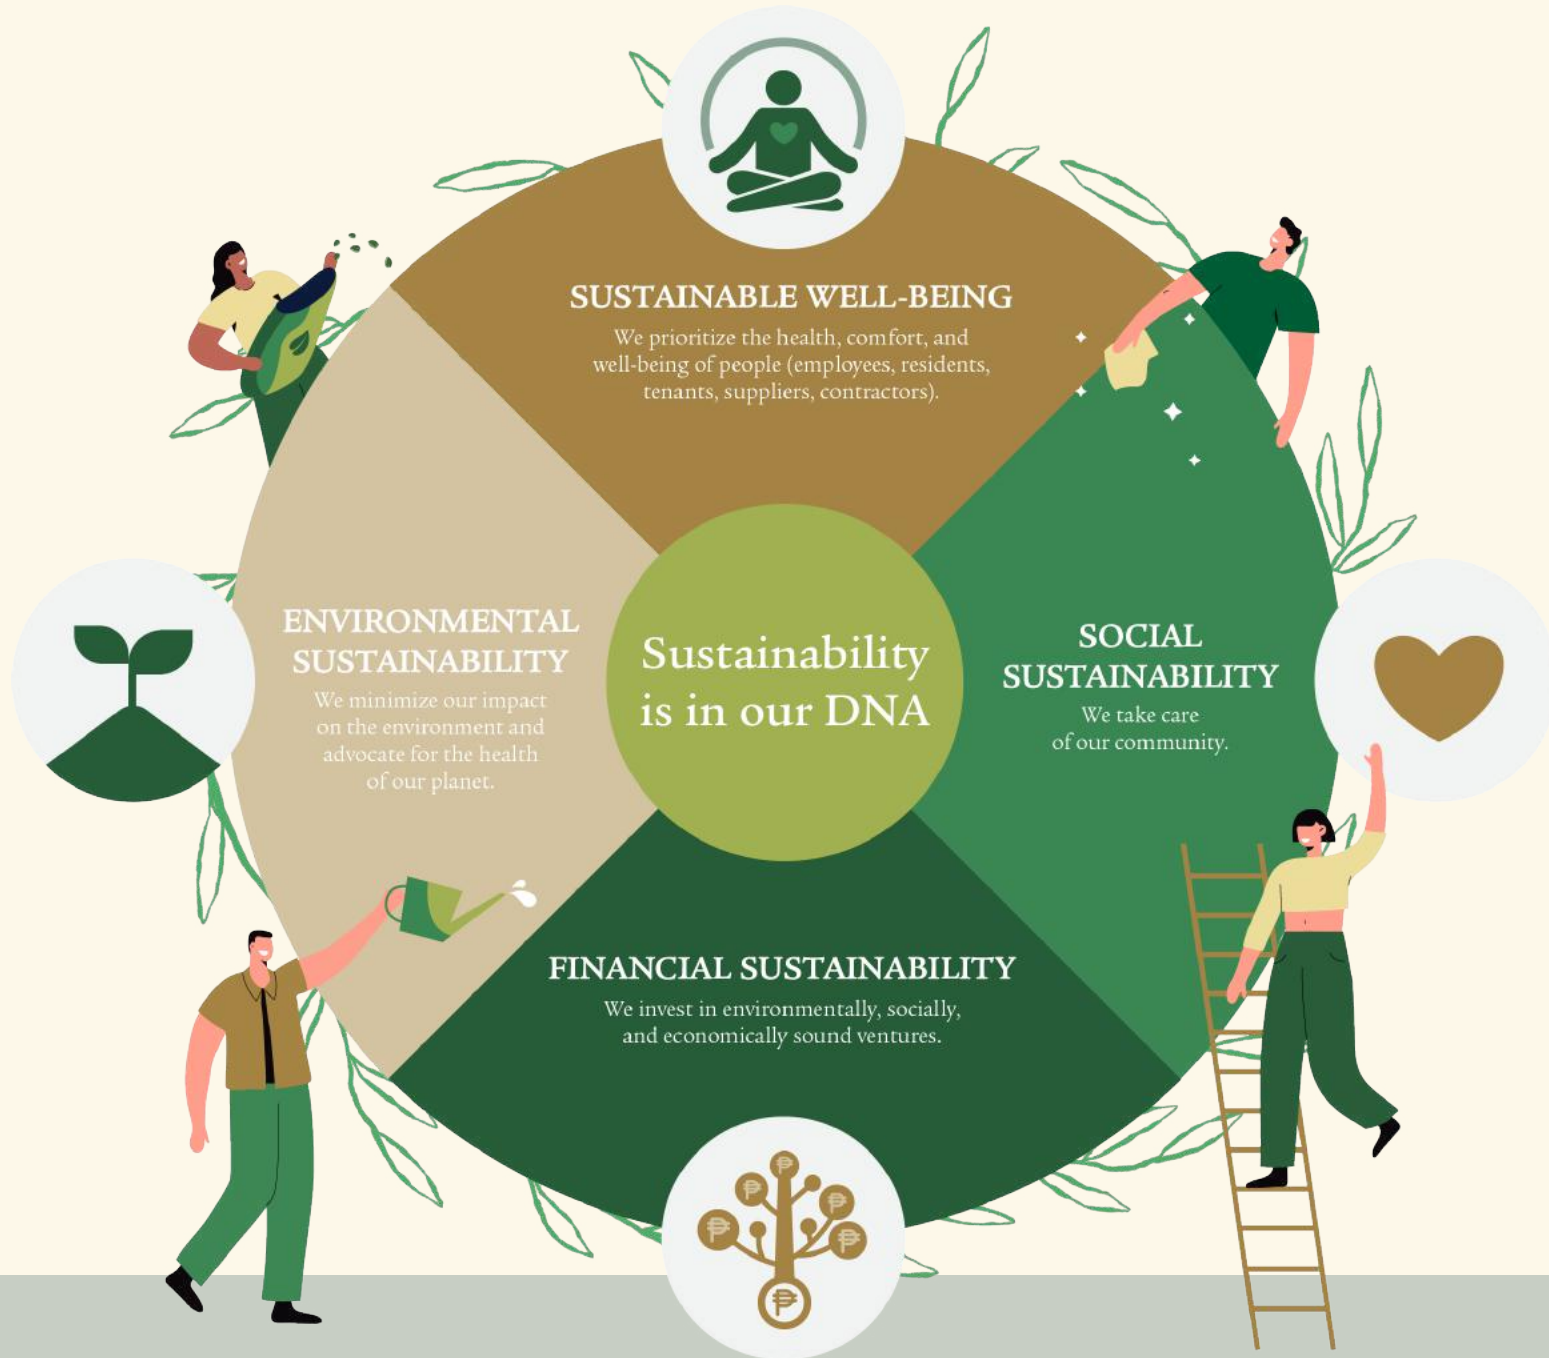 SUSTAINABLE WELL-BEING
We prioritize the health, comfort, and
well-being of people (employees, residents,
tenants, suppliers, contractors).
ENVIRONMENTAL
SUSTAINABILITY
We minimize our impact
on the environment and
advocate for the health
of our planet.
Sustainability
is in our DNA
SOCIAL
SUSTAINABILITY
We take care
of our community.
FINANCIAL SUSTAINABILITY
We invest in environmentally, socially,
and economically sound ventures.